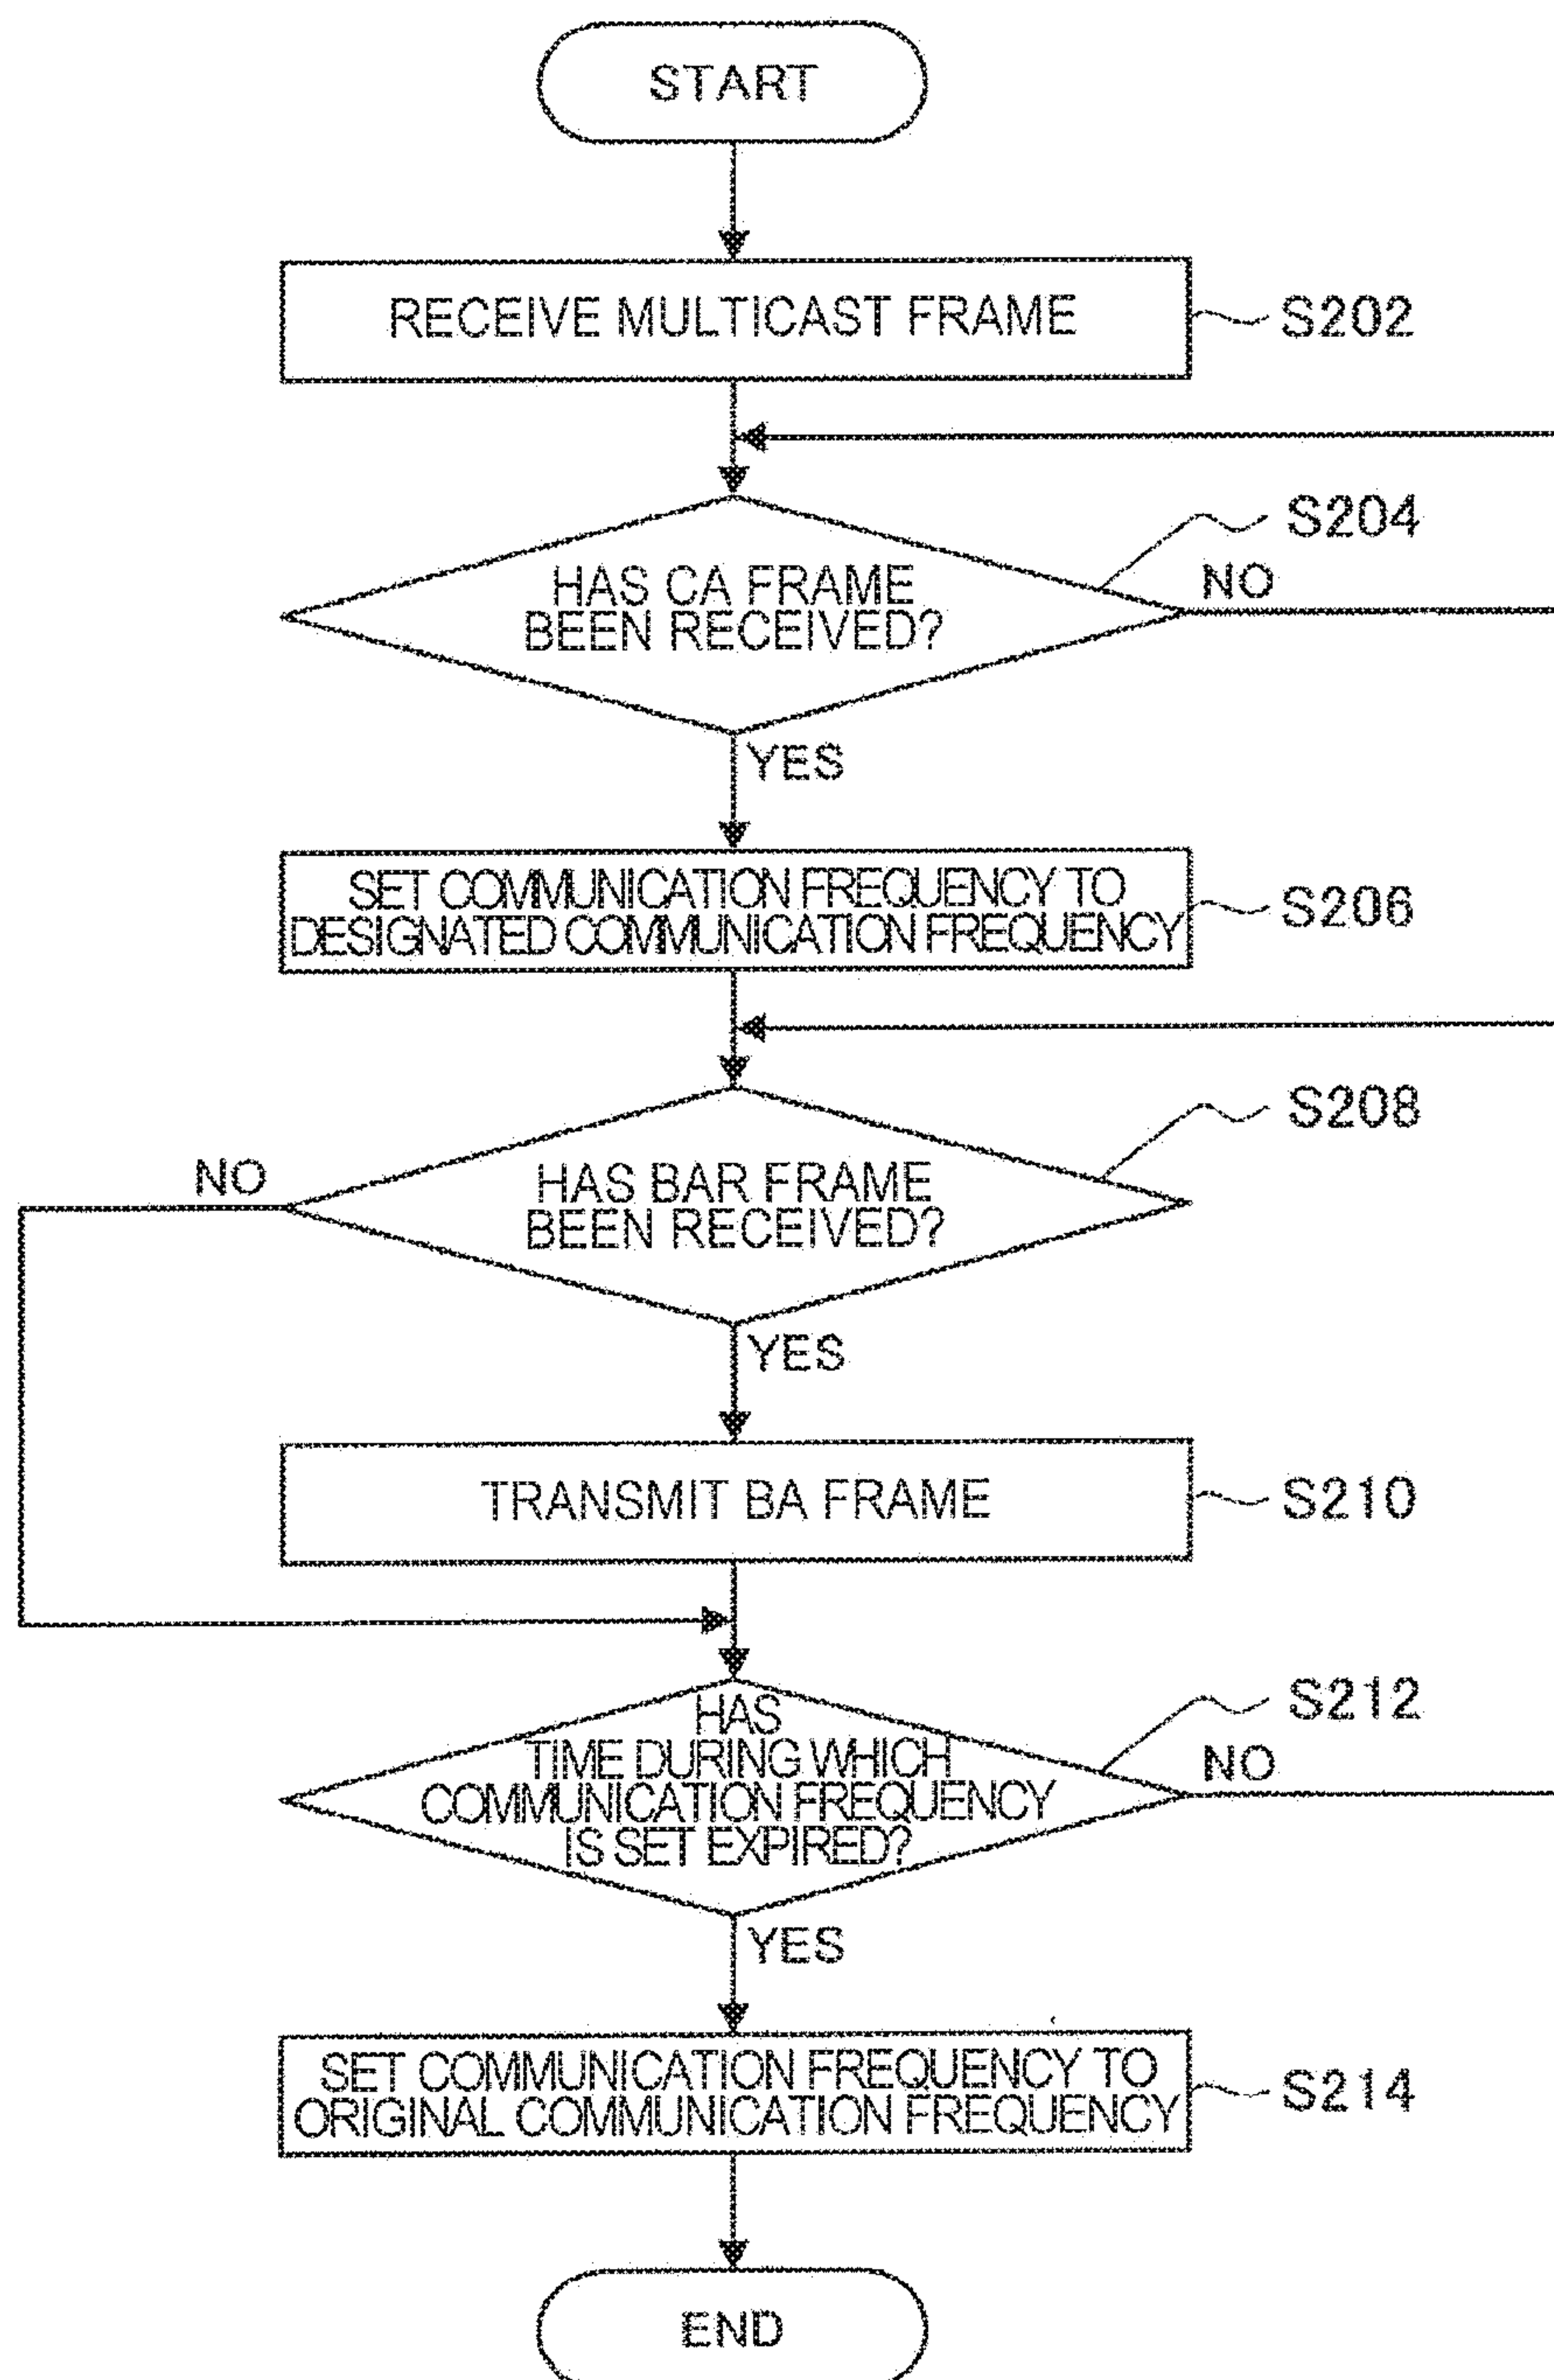 START
RECEIVE MULTICAST FRAME
S202
S204
HAS CA FRAME
BEEN RECEIVED?
NO
YES
SET COMMUNICATION FREQUENCY TO
DESIGNATED COMMUNICATION FREQUENCY
S206
S208
NO
HAS BAR FRAME
BEEN RECEIVED?
YES
TRANSMIT BA FRAME
S210
S212
HAS
TIME DURING WHICH
COMMUNICATION FREQUENCY
IS SET EXPIRED?
NO
YES
SET COMMUNICATION FREQUENCY TO
ORIGINAL COMMUNICATION FREQUENCY
S214
END